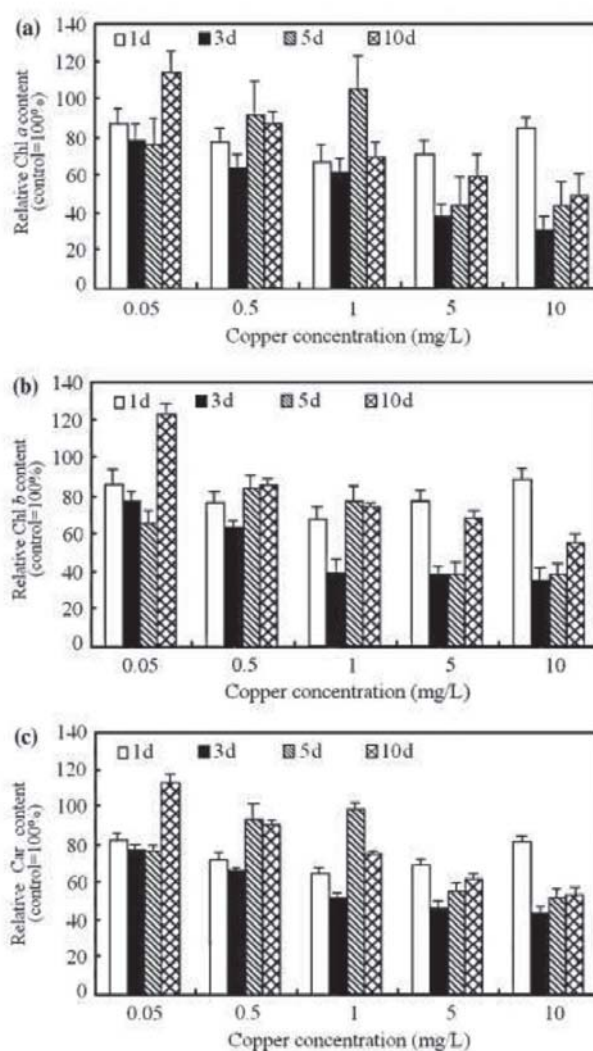 (a)
1d 3d 5d 10d
140
120
100
80
60
40
20
0
Relative Chl a content
(control=100%)
0.05 0.5 1 5 10
Copper concentration (mg/L)
(b)
1d 3d 5d 10d
140
120
100
80
60
40
20
0
Relative Chl b content
(control=100%)
0.05 0.5 1 5 10
Copper concentration (mg/L)
(c)
1d 3d 5d 10d
140
120
100
80
60
40
20
0
Relative Car content
(control=100%)
0.05 0.5 1 5 10
Copper concentration (mg/L)